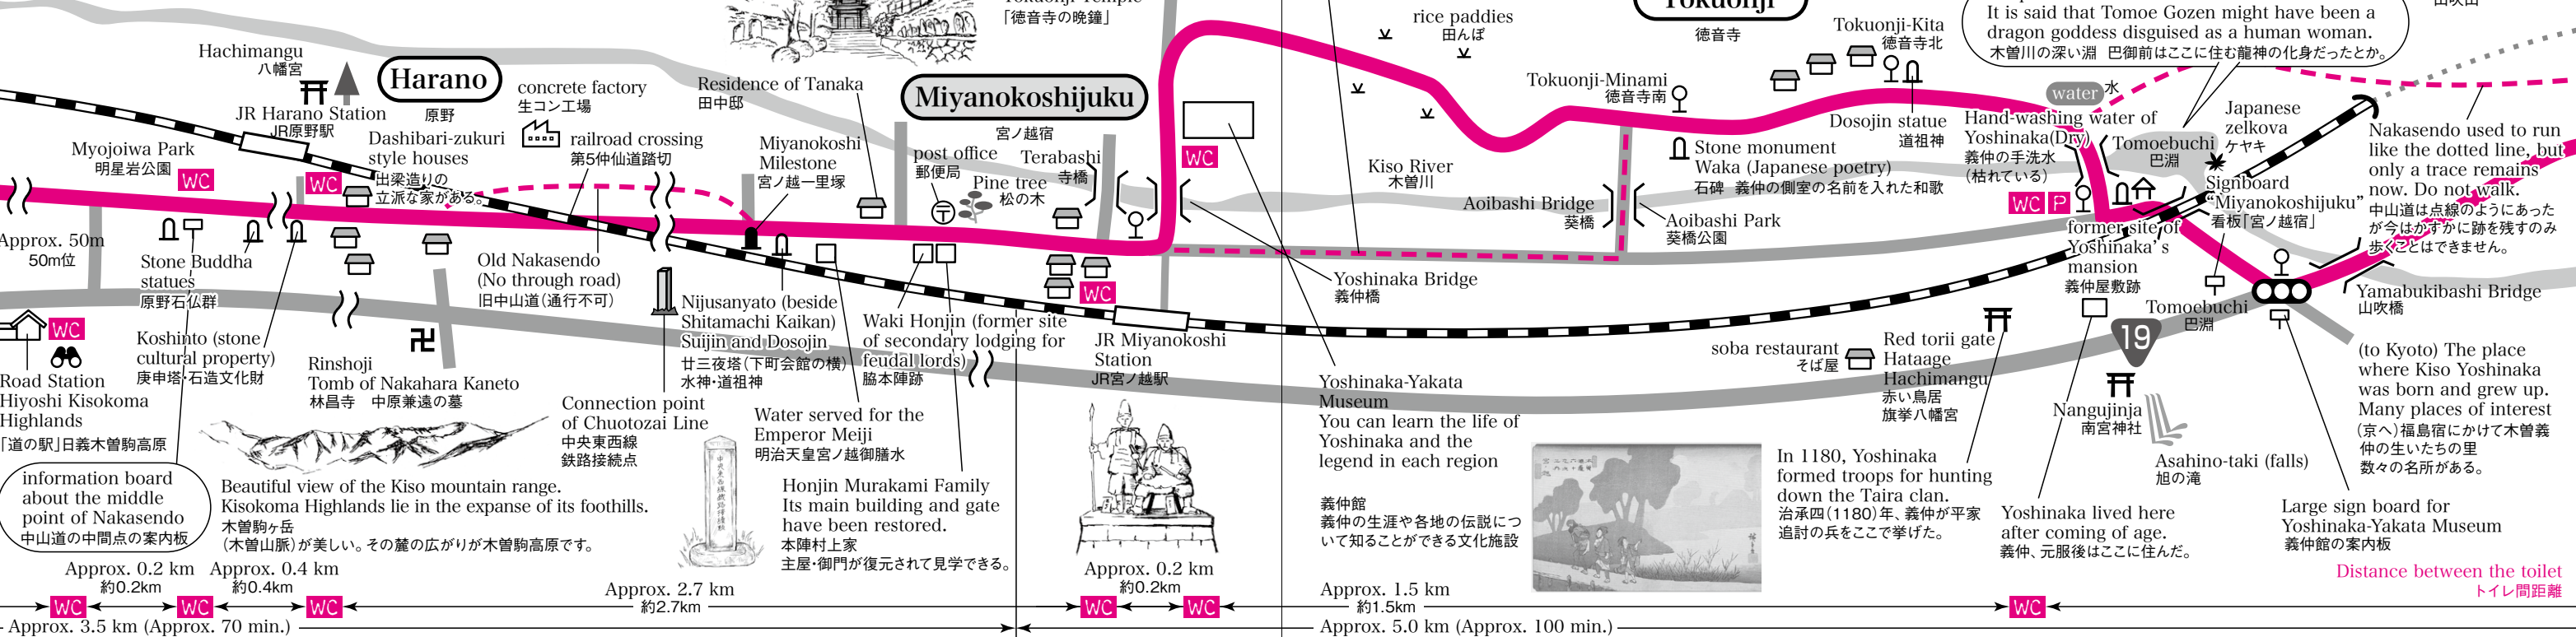 Hachimangu
八幡宮
JR Harano Station
JR原野駅
Harano
原野
Myojoiwa Park
明星岩公園
WC
WC
Dashibari-zukuri
style houses
出梁造りの
立派な家がある。
concrete factory
生コン工場
railroad crossing
第5仲仙道踏切
Approx. 50m
50m位
Stone Buddha
statues
原野石仏群
Koshinto (stone
cultural property)
庚申塔・石造文化財
WC
Road Station
Hiyoshi Kisokoma
Highlands
「道の駅」日義木曽駒高原
information board
about the middle
point of Nakasendo
中山道の中間点の案内板
Rinshoji
Tomb of Nakahara Kaneto
林昌寺　中原兼遠の墓
Beautiful view of the Kiso mountain range.
Kisokoma Highlands lie in the expanse of its foothills.
木曽駒ヶ岳
（木曽山脈）が美しい。その麓の広がりが木曽駒高原です。
Old Nakasendo
(No through road)
旧中山道（通行不可）
Connection point
of Chuotozai Line
中央東西線
鉄路接続点
「徳音寺の晩鐘」
Residence of Tanaka
田中邸
Miyanokoshi
Milestone
宮ノ越一里塚
Miyanokoshijuku
宮ノ越宿
post office
郵便局
Pine tree
松の木
Terabashi
寺橋
Nijusanyato (beside
Shitamachi Kaikan)
Suijin and Dosojin
廿三夜塔（下町会館の横）
水神・道祖神
Waki Honjin (former site
of secondary lodging for
feudal lords)
脇本陣跡
Water served for the
Emperor Meiji
明治天皇宮ノ越御膳水
Honjin Murakami Family
Its main building and gate
have been restored.
本陣村上家
主屋・御門が復元されて見学できる。
WC
JR Miyanokoshi
Station
JR宮ノ越駅
WC
Yoshinaka Bridge
義仲橋
Yoshinaka-Yakata
Museum
You can learn the life of
Yoshinaka and the
legend in each region
義仲館
義仲の生涯や各地の伝説につ
いて知ることができる文化施設
rice paddies
田んぼ
Kiso River
木曽川
Tokuonji
徳音寺
Tokuonji-Minami
徳音寺南
Tokuonji-Kita
徳音寺北
Dosojin statue
道祖神
Stone monument
Waka (Japanese poetry)
石碑　義仲の側室の名前を入れた和歌
Aoibashi Bridge
葵橋
Aoibashi Park
葵橋公園
It is said that Tomoe Gozen might have been a
dragon goddess disguised as a human woman.
木曽川の深い淵　巴御前はここに住む龍神の化身だったとか。
water 水
Hand-washing water of
Yoshinaka(Dry)
義仲の手洗水
（枯れている）
WC P
Tomoebuchi
巴淵
Japanese
zelkova
ケヤキ
Signboard
"Miyanokoshijuku"
看板「宮ノ越宿」
Nakasendo used to run
like the dotted line, but
only a trace remains
now. Do not walk.
中山道は点線のようにあった
が今はかすかに跡を残すのみ
歩くことはできません。
former site of
Yoshinaka's
mansion
義仲屋敷跡
Tomoebuchi
巴淵
Yamabukibashi Bridge
山吹橋
19
soba restaurant
そば屋
Red torii gate
Hataage
Hachimangu
赤い鳥居
旗挙八幡宮
Nangujinja
南宮神社
Asahino-taki (falls)
旭の滝
(to Kyoto) The place
where Kiso Yoshinaka
was born and grew up.
Many places of interest
（京へ）福島宿にかけて木曽義
仲の生いたちの里
数々の名所がある。
In 1180, Yoshinaka
formed troops for hunting
down the Taira clan.
治承四（1180）年、義仲が平家
追討の兵をここで挙げた。
Yoshinaka lived here
after coming of age.
義仲、元服後はここに住んだ。
Large sign board for
Yoshinaka-Yakata Museum
義仲館の案内板
Distance between the toilet
トイレ間距離
Approx. 0.2 km
約0.2km
Approx. 0.4 km
約0.4km
Approx. 2.7 km
約2.7km
Approx. 0.2 km
約0.2km
Approx. 1.5 km
約1.5km
WC WC WC WC WC WC
Approx. 3.5 km (Approx. 70 min.)
Approx. 5.0 km (Approx. 100 min.)